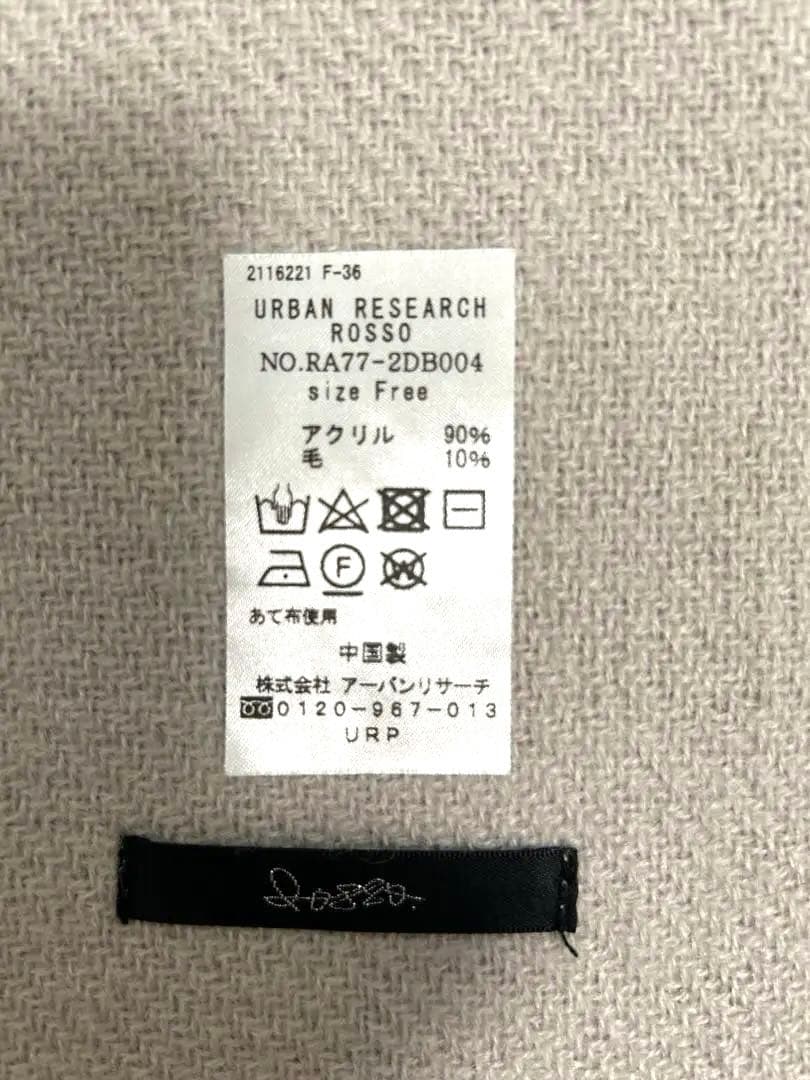 2116221 F-36
URBAN RESEARCH
ROSSO
NO.RA77-2DB004
size Free
アクリル 90%
毛 10%
F
W
あて布使用
中国製
株式会社 アーバンリサーチ
0120-967-013
URP
Rosso.